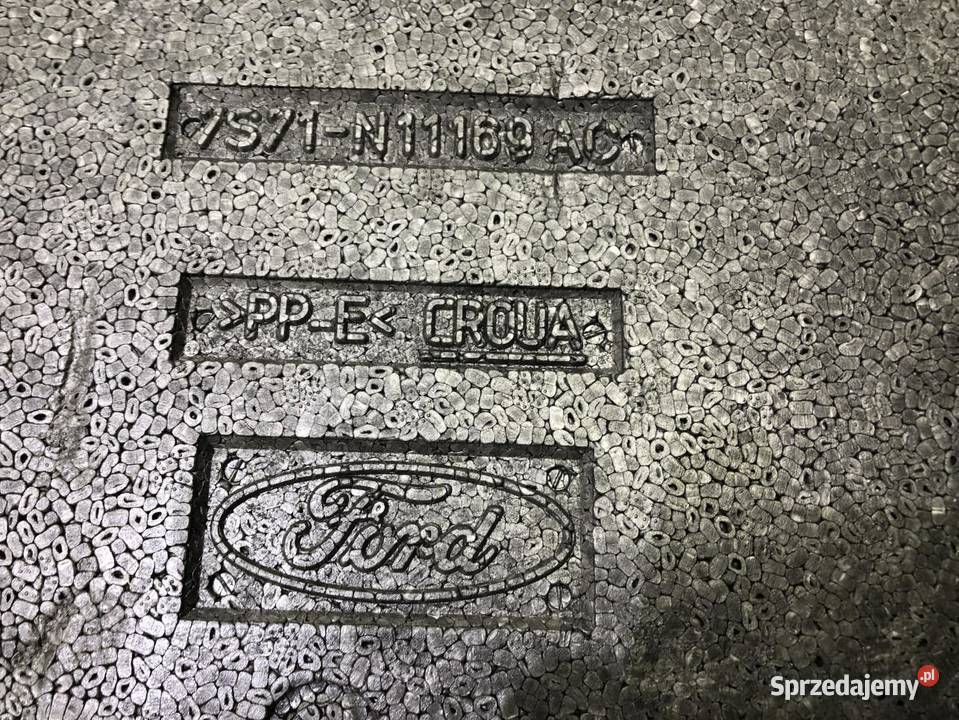 7S71-N11169 AC
>PP-E< CROUA
Ford
Sprzedajemy.pl